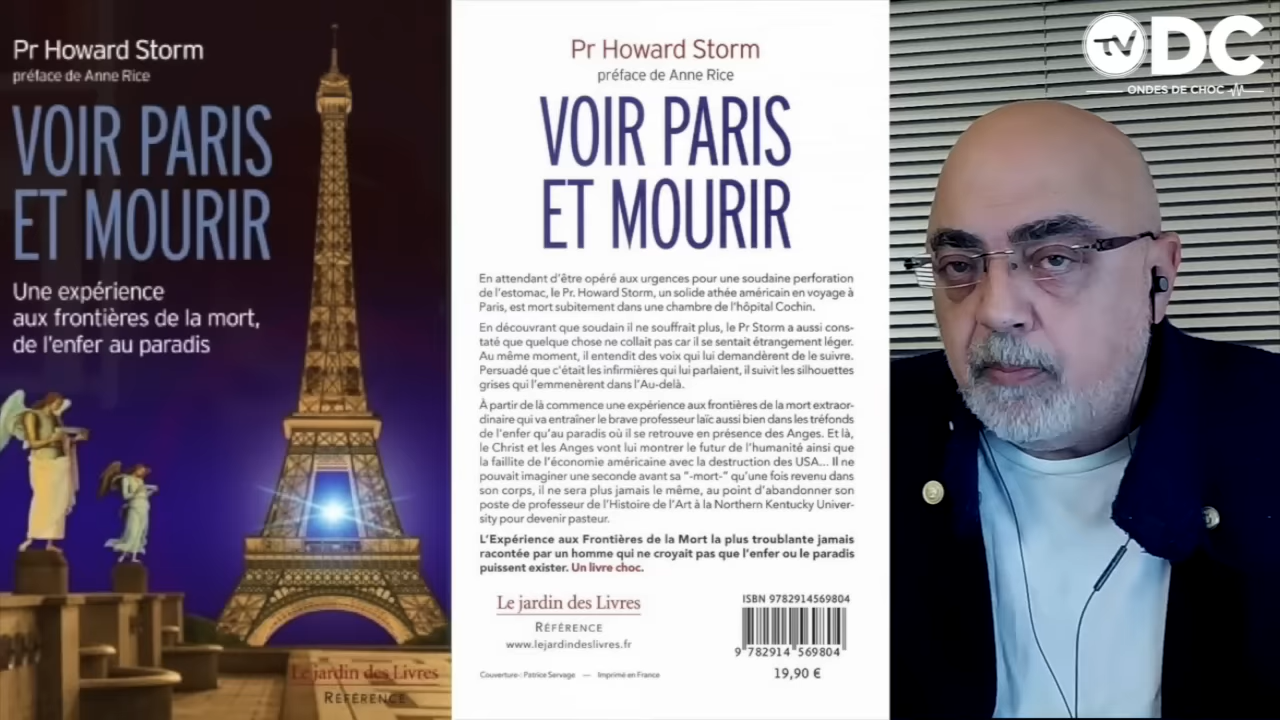 Pr Howard Storm
préface de Anne Rice
VOIR PARIS
ET MOURIR
Une expérience
aux frontières de la mort,
de l'enfer au paradis
Le jardin des Livres
RÉFÉRENCE
Pr Howard Storm
préface de Anne Rice
VOIR PARIS
ET MOURIR
En attendant d'être opéré aux urgences pour une soudaine perforation
de l'estomac, le Pr. Howard Storm, un solide athée américain en voyage à
Paris, est mort subitement dans une chambre de l'hôpital Cochin.
En découvrant que soudain il ne souffrait plus, le Pr Storm a aussi cons-
taté que quelque chose ne collait pas car il se sentait étrangement léger.
Au même moment, il entendit des voix qui lui demandèrent de le suivre.
Persuadé que c'était les infirmières qui lui parlaient, il suivit les silhouettes
grises qui l'emmenèrent dans l'Au-delà.
À partir de là commence une expérience aux frontières de la mort extraor-
dinaire qui va entraîner le brave professeur laïc aussi bien dans les tréfonds
de l'enfer qu'au paradis où il se retrouve en présence des Anges. Et là,
le Christ et les Anges vont lui montrer le futur de l'humanité ainsi que
la faillite de l'économie américaine avec la destruction des USA... Il ne
pouvait imaginer une seconde avant sa "-mort-" qu'une fois revenu dans
son corps, il ne sera plus jamais le même, au point d'abandonner son
poste de professeur de l'Histoire de l'Art à la Northern Kentucky Univer-
sity pour devenir pasteur.
L'Expérience aux Frontières de la Mort la plus troublante jamais
racontée par un homme qui ne croyait pas que l'enfer ou le paradis
puissent exister. Un livre choc.
Le jardin des Livres
RÉFÉRENCE
www.lejardindeslivres.fr
ISBN 9782914569804
9 782914 569804
19,90 €
Couverture : Patrice Servage — Imprimé en France
TV ODC
ONDES DE CHOC